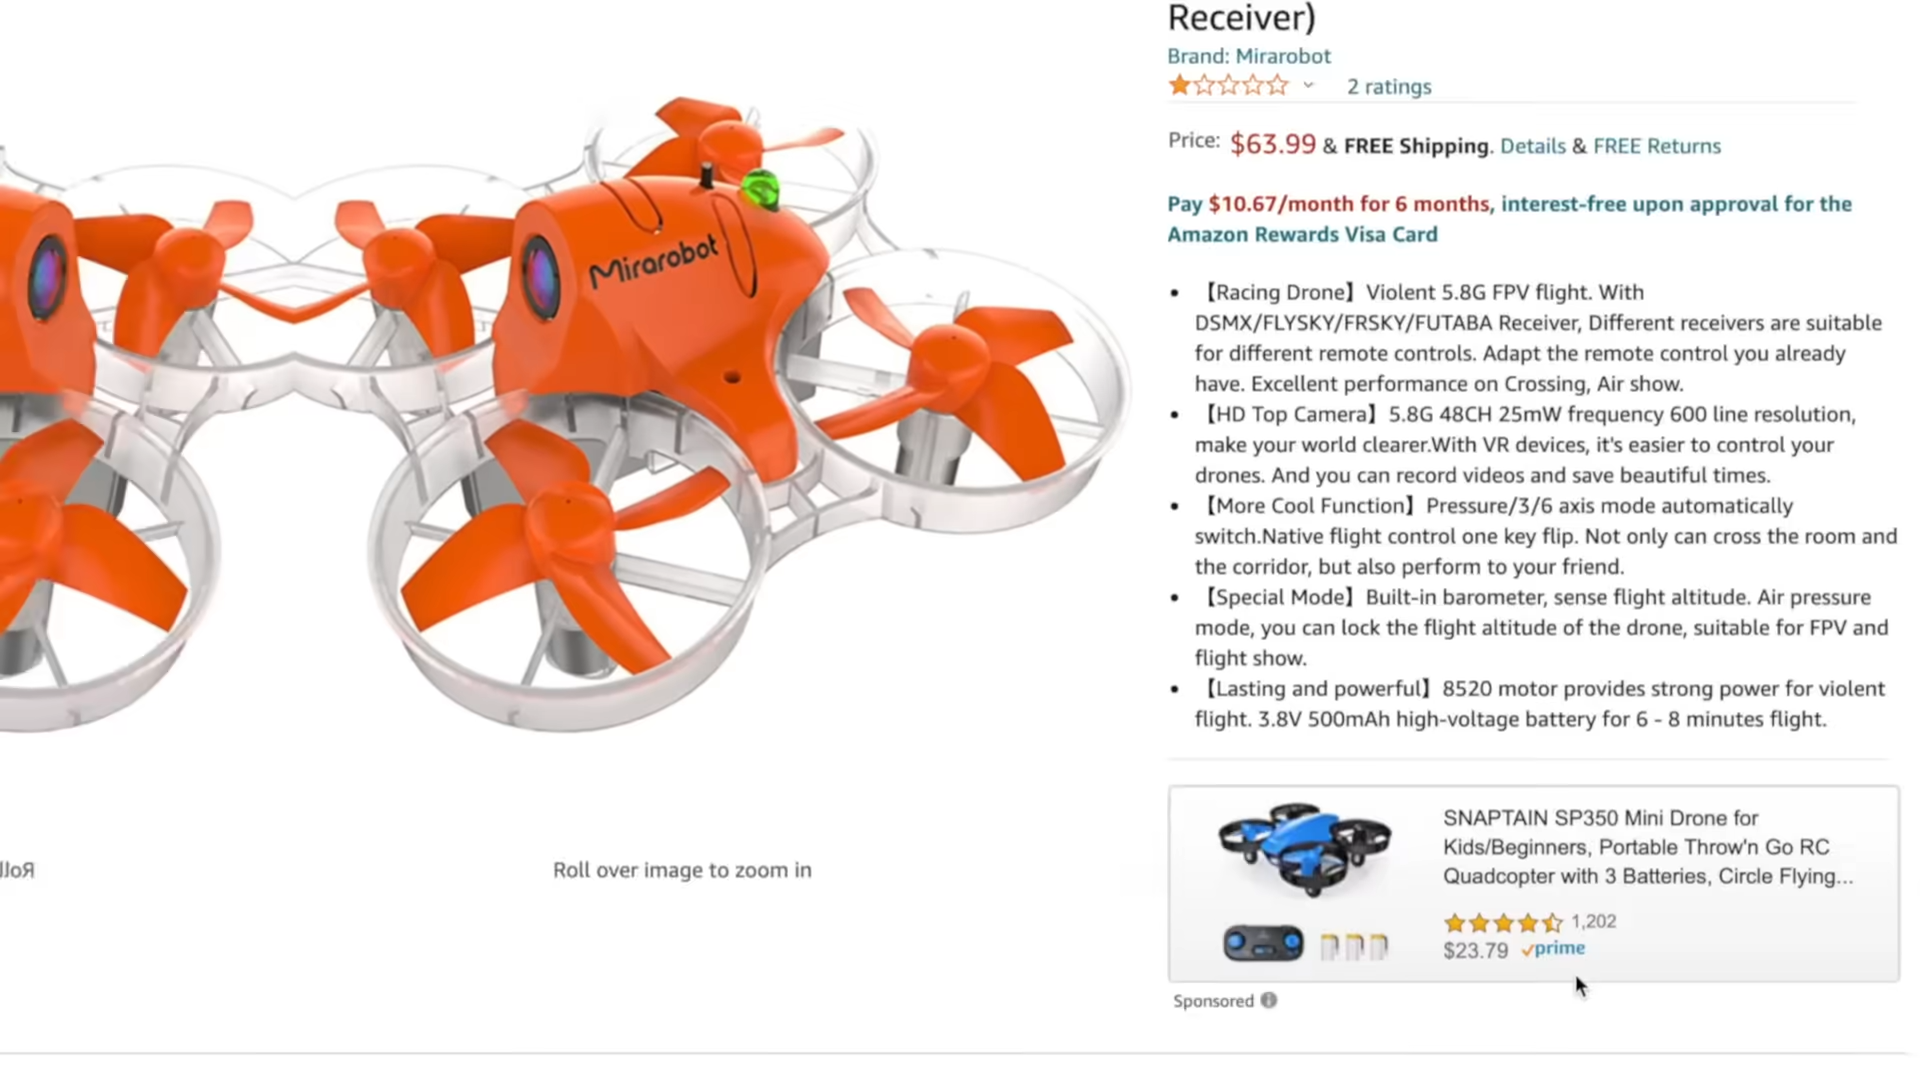 Receiver)
Brand: Mirarobot
2 ratings
Price: $63.99 & FREE Shipping. Details & FREE Returns
Pay $10.67/month for 6 months, interest-free upon approval for the
Amazon Rewards Visa Card
• 【Racing Drone】Violent 5.8G FPV flight. With
DSMX/FLYSKY/FRSKY/FUTABA Receiver, Different receivers are suitable
for different remote controls. Adapt the remote control you already
have. Excellent performance on Crossing, Air show.
• 【HD Top Camera】5.8G 48CH 25mW frequency 600 line resolution,
make your world clearer.With VR devices, it's easier to control your
drones. And you can record videos and save beautiful times.
• 【More Cool Function】Pressure/3/6 axis mode automatically
switch.Native flight control one key flip. Not only can cross the room and
the corridor, but also perform to your friend.
• 【Special Mode】Built-in barometer, sense flight altitude. Air pressure
mode, you can lock the flight altitude of the drone, suitable for FPV and
flight show.
• 【Lasting and powerful】8520 motor provides strong power for violent
flight. 3.8V 500mAh high-voltage battery for 6 - 8 minutes flight.
Mirarobot
Roll over image to zoom in
SNAPTAIN SP350 Mini Drone for
Kids/Beginners, Portable Throw'n Go RC
Quadcopter with 3 Batteries, Circle Flying...
1,202
$23.79 prime
Sponsored